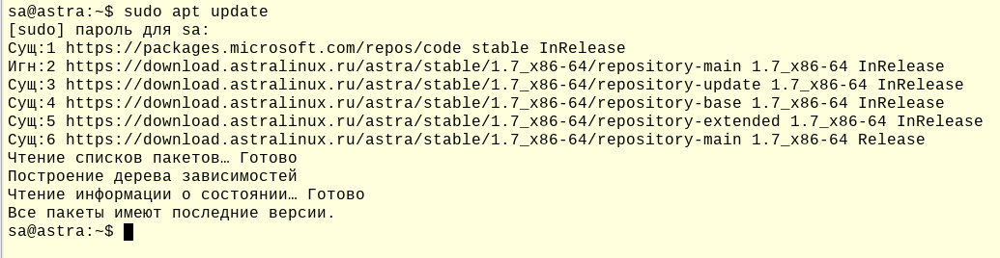 sa@astra:~$ sudo apt update
[sudo] пароль для sa:
Сущ:1 https://packages.microsoft.com/repos/code stable InRelease
Игн:2 https://download.astralinux.ru/astra/stable/1.7_x86-64/repository-main 1.7_x86-64 InRelease
Сущ:3 https://download.astralinux.ru/astra/stable/1.7_x86-64/repository-update 1.7_x86-64 InRelease
Сущ:4 https://download.astralinux.ru/astra/stable/1.7_x86-64/repository-base 1.7_x86-64 InRelease
Сущ:5 https://download.astralinux.ru/astra/stable/1.7_x86-64/repository-extended 1.7_x86-64 InRelease
Сущ:6 https://download.astralinux.ru/astra/stable/1.7_x86-64/repository-main 1.7_x86-64 Release
Чтение списков пакетов… Готово
Построение дерева зависимостей
Чтение информации о состоянии… Готово
Все пакеты имеют последние версии.
sa@astra:~$